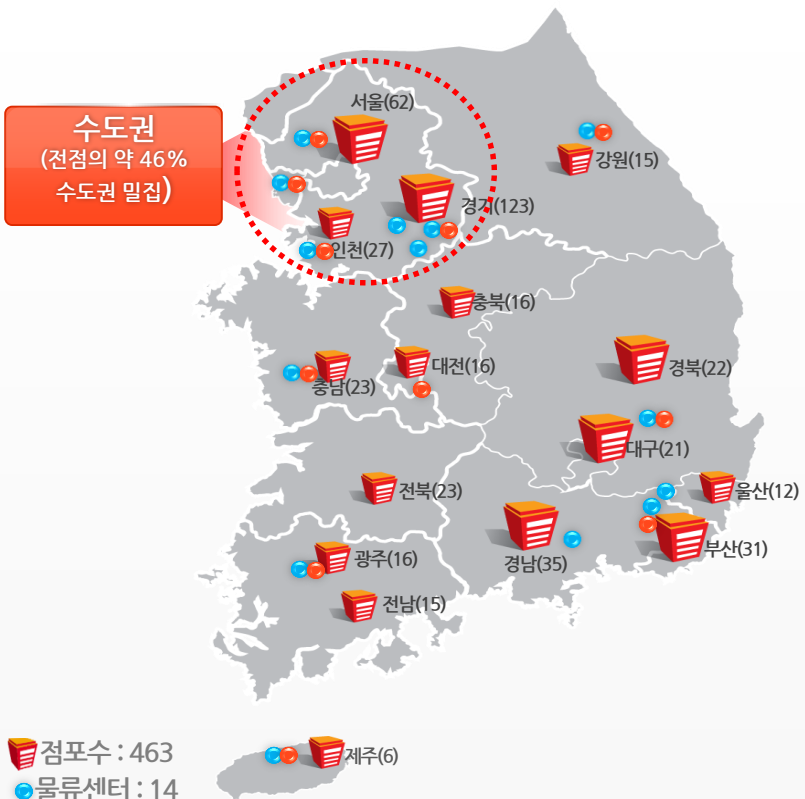 서울(62)
수도권
(전점의 약 46%
수도권 밀집)
강원(15)
경기(123)
인천(27)
충북(16)
대전(16)
경북(22)
충남(23)
대구(21)
전북(23)
울산(12)
부산(31)
경남(35)
광주(16)
전남(15)
점포수 : 463
제주(6)
물류센터 : 14